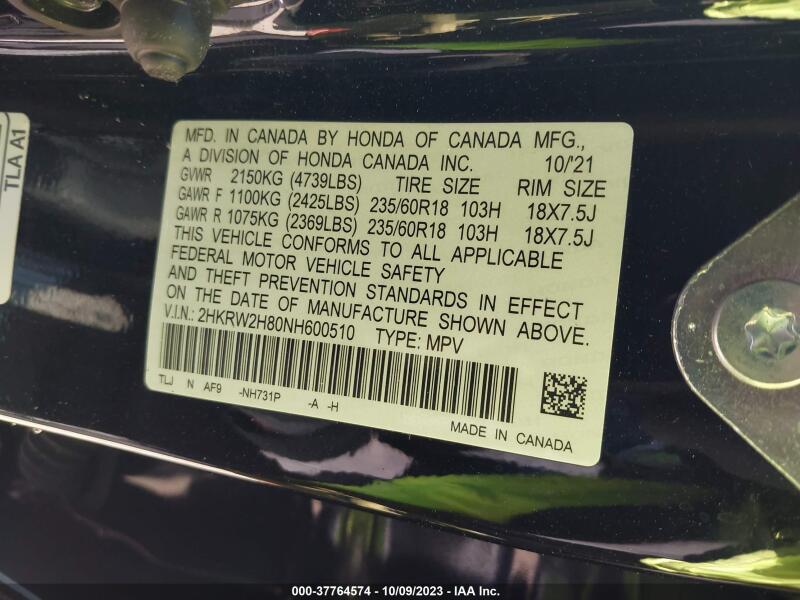 TLA A1
MFD. IN CANADA BY HONDA OF CANADA MFG.,
A DIVISION OF HONDA CANADA INC. 10/'21
GVWR 2150KG (4739LBS) TIRE SIZE RIM SIZE
GAWR F 1100KG (2425LBS) 235/60R18 103H 18X7.5J
GAWR R 1075KG (2369LBS) 235/60R18 103H 18X7.5J
THIS VEHICLE CONFORMS TO ALL APPLICABLE
FEDERAL MOTOR VEHICLE SAFETY
AND THEFT PREVENTION STANDARDS IN EFFECT
ON THE DATE OF MANUFACTURE SHOWN ABOVE.
V.I.N.: 2HKRW2H80NH600510 TYPE: MPV
TLJ N AF9 -NH731P -A -H
MADE IN CANADA
000-37764574 - 10/09/2023 - IAA Inc.